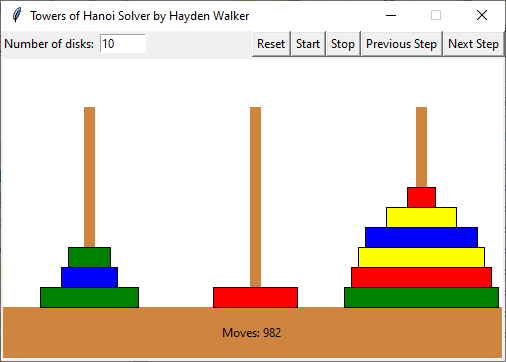 Towers of Hanoi Solver by Hayden Walker
Number of disks: 10 Reset Start Stop Previous Step Next Step
Moves: 982